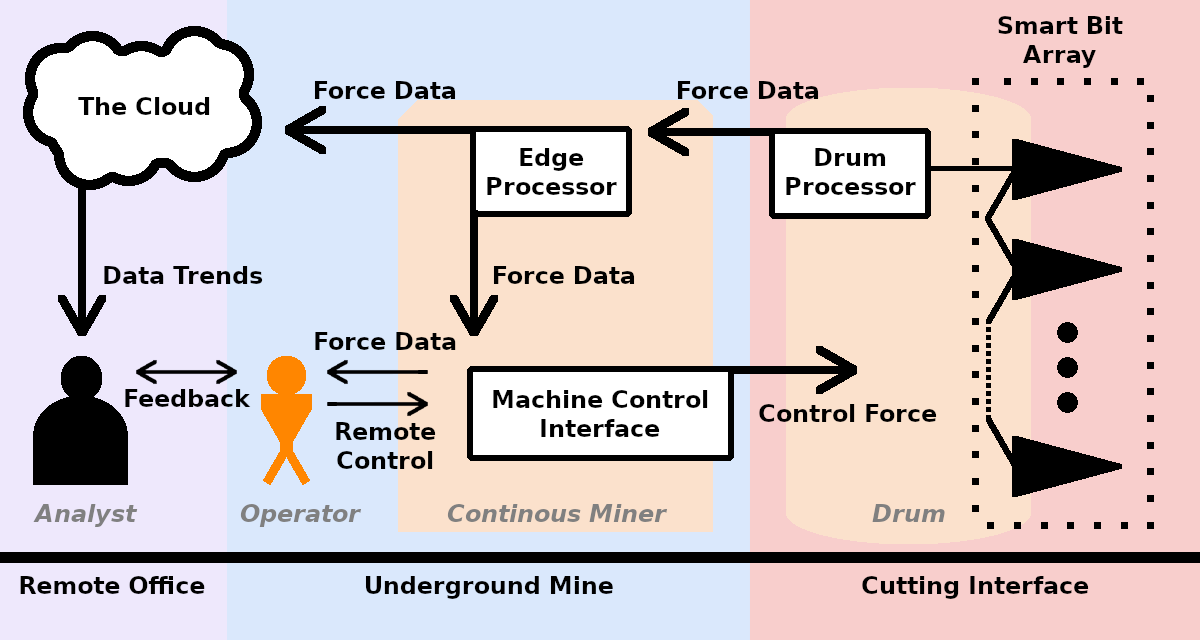 Smart Bit
Array
Force Data
Force Data
The Cloud
Edge
Processor
Drum
Processor
Data Trends
Force Data
Force Data
Feedback
Remote
Control
Machine Control
Interface
Control Force
Analyst
Operator
Continous Miner
Drum
Remote Office
Underground Mine
Cutting Interface